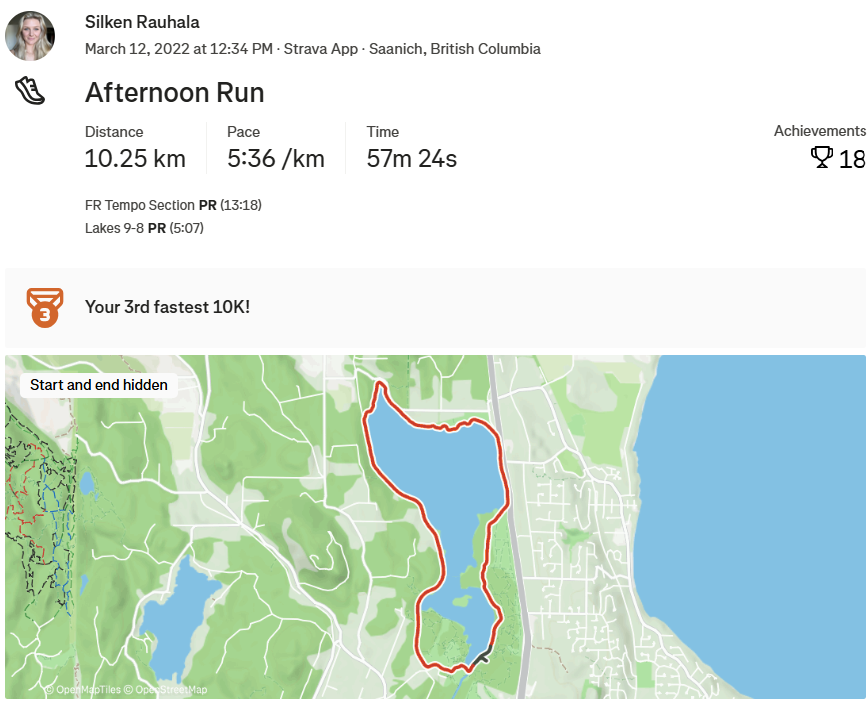 Silken Rauhala
March 12, 2022 at 12:34 PM · Strava App · Saanich, British Columbia
Afternoon Run
Distance
Pace
Time
Achievements
10.25 km
5:36 /km
57m 24s
18
FR Tempo Section PR (13:18)
Lakes 9-8 PR (5:07)
3
Your 3rd fastest 10K!
Start and end hidden
© OpenMapTiles © OpenStreetMap